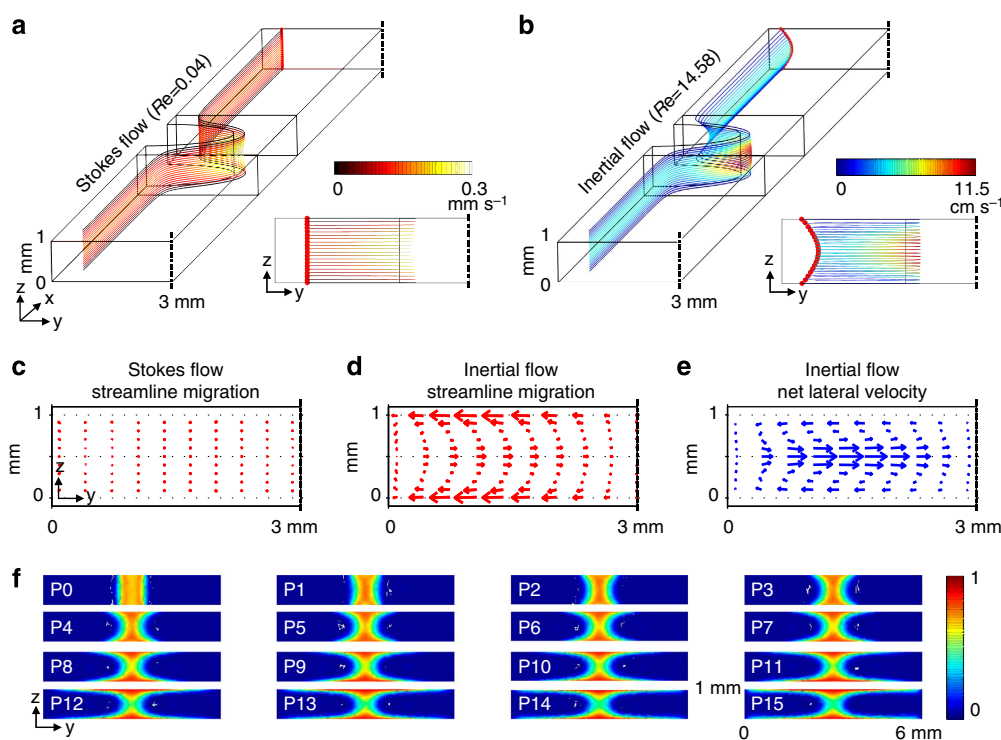 a
Stokes flow (Re=0.04)
0 0.3
mm s⁻¹
1
mm
0
z
x
y
3 mm
z
y
b
Inertial flow (Re=14.58)
0 11.5
cm s⁻¹
1
mm
0
3 mm
z
y
c
Stokes flow
streamline migration
1
mm
0
z
y
0 3 mm
d
Inertial flow
streamline migration
1
mm
0
0 3 mm
e
Inertial flow
net lateral velocity
1
mm
0
0 3 mm
f
P0 P1 P2 P3
P4 P5 P6 P7
P8 P9 P10 P11
P12 P13 P14 P15
z
y
1 mm
0 6 mm
1
0